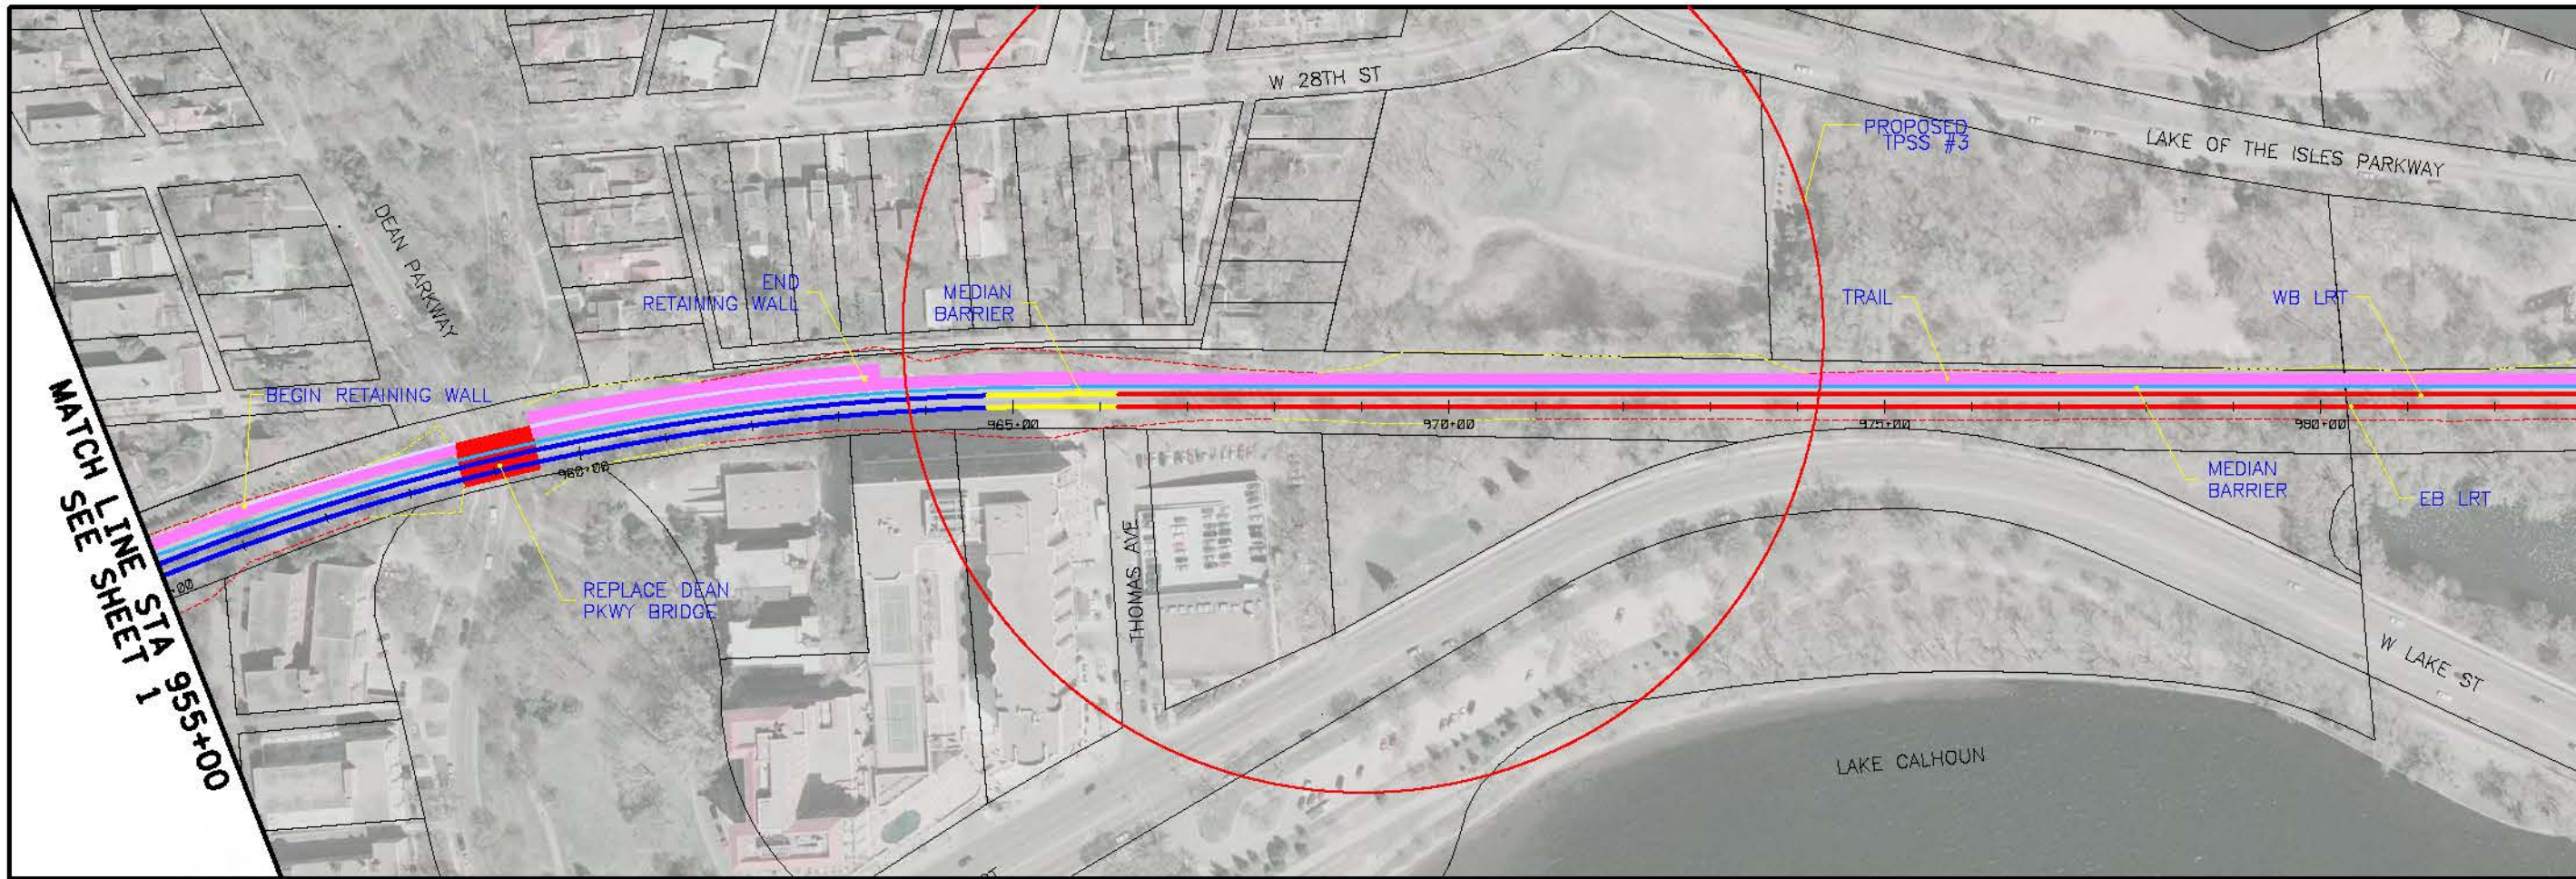 W 28TH ST
PROPOSED
TPSS #3
LAKE OF THE ISLES PARKWAY
DEAN PARKWAY
END
RETAINING WALL
MEDIAN
BARRIER
TRAIL
WB LRT
BEGIN RETAINING WALL
965+00
970+00
975+00
980+00
960+00
MEDIAN
BARRIER
EB LRT
MATCH LINE STA 955+00
SEE SHEET 1
+00
REPLACE DEAN
PKWY BRIDGE
THOMAS AVE
W LAKE ST
LAKE CALHOUN